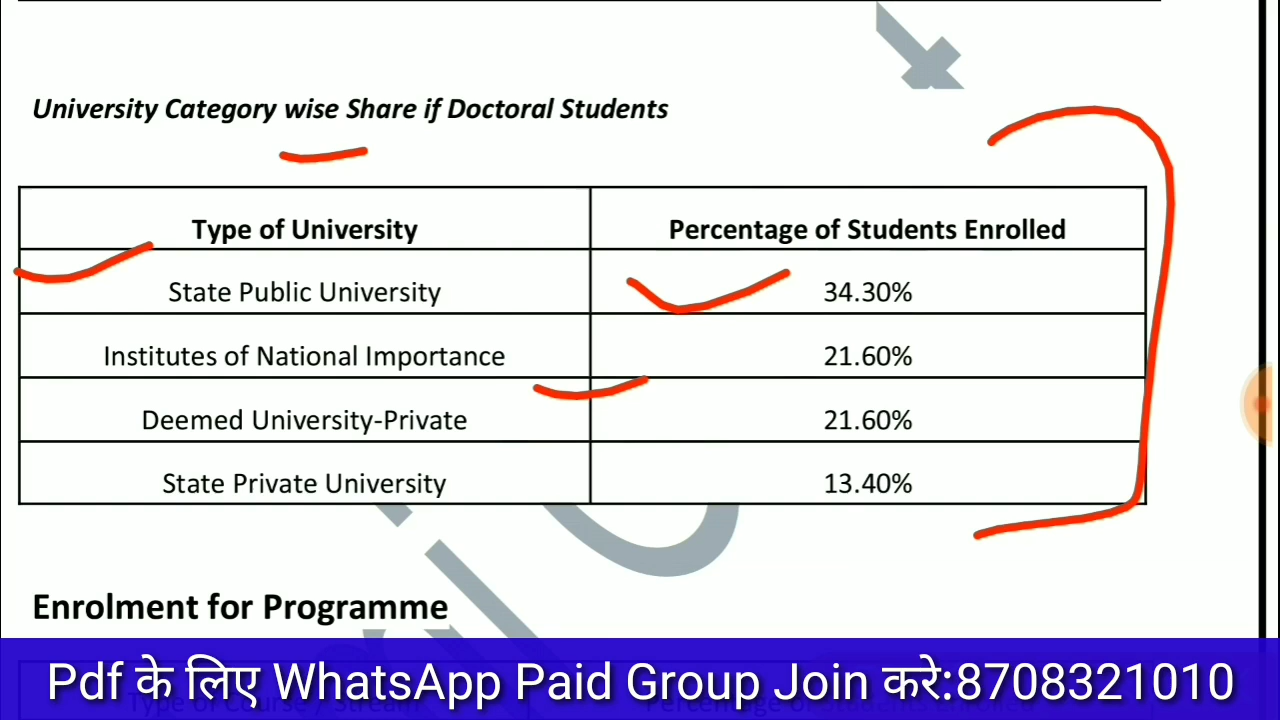 University Category wise Share if Doctoral Students
Type of University Percentage of Students Enrolled
State Public University 34.30%
Institutes of National Importance 21.60%
Deemed University-Private 21.60%
State Private University 13.40%
Enrolment for Programme
Pdf के लिए WhatsApp Paid Group Join करे:8708321010